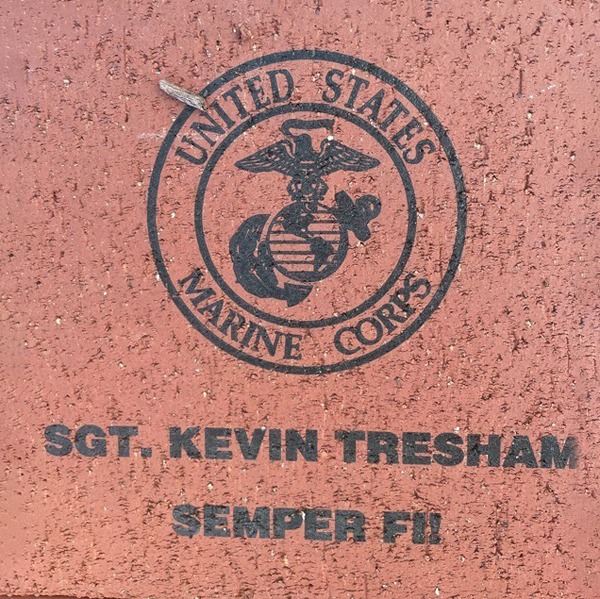 UNITED STATES
MARINE CORPS
SGT. KEVIN TRESHAM
SEMPER FI!!